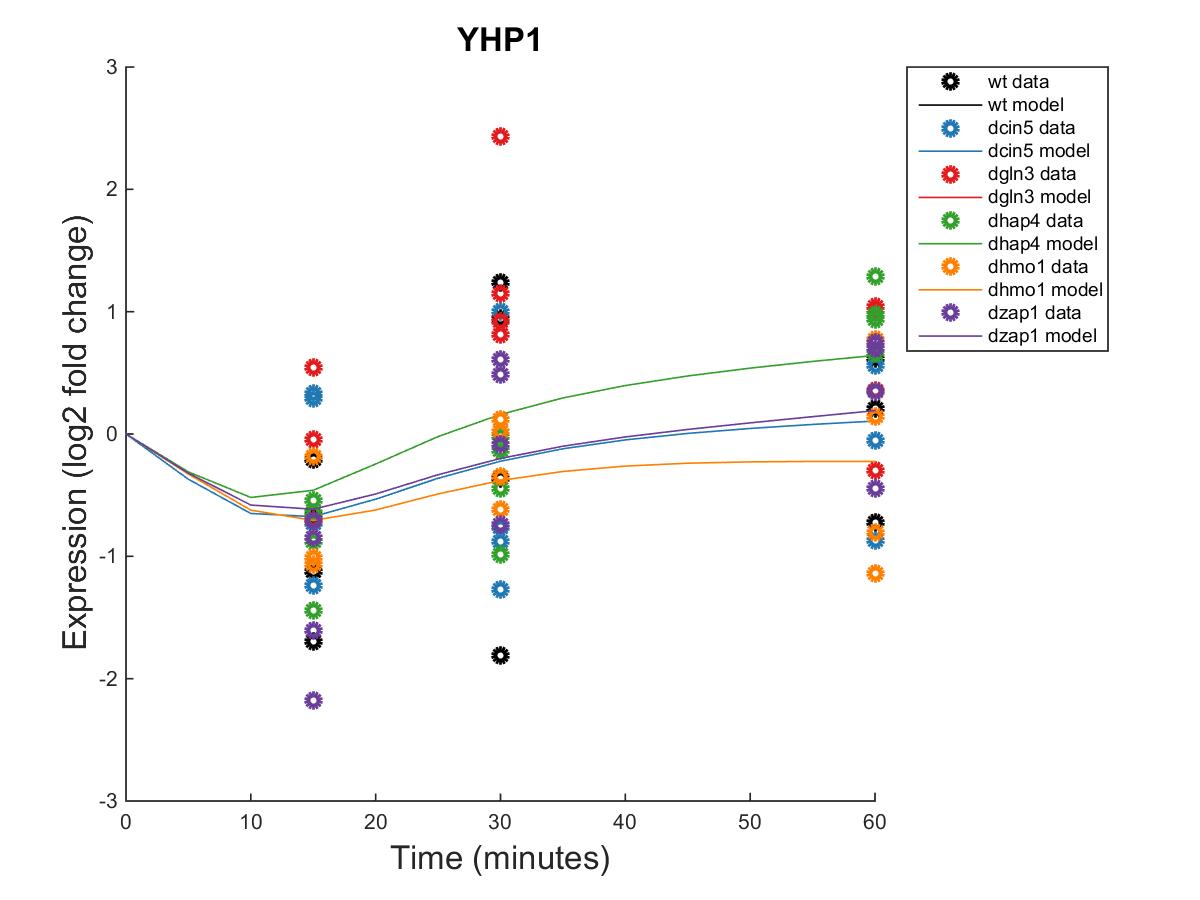 YHP1
Expression (log2 fold change)
3
2
1
0
-1
-2
-3
0 10 20 30 40 50 60
Time (minutes)
wt data
wt model
dcin5 data
dcin5 model
dgln3 data
dgln3 model
dhap4 data
dhap4 model
dhmo1 data
dhmo1 model
dzap1 data
dzap1 model